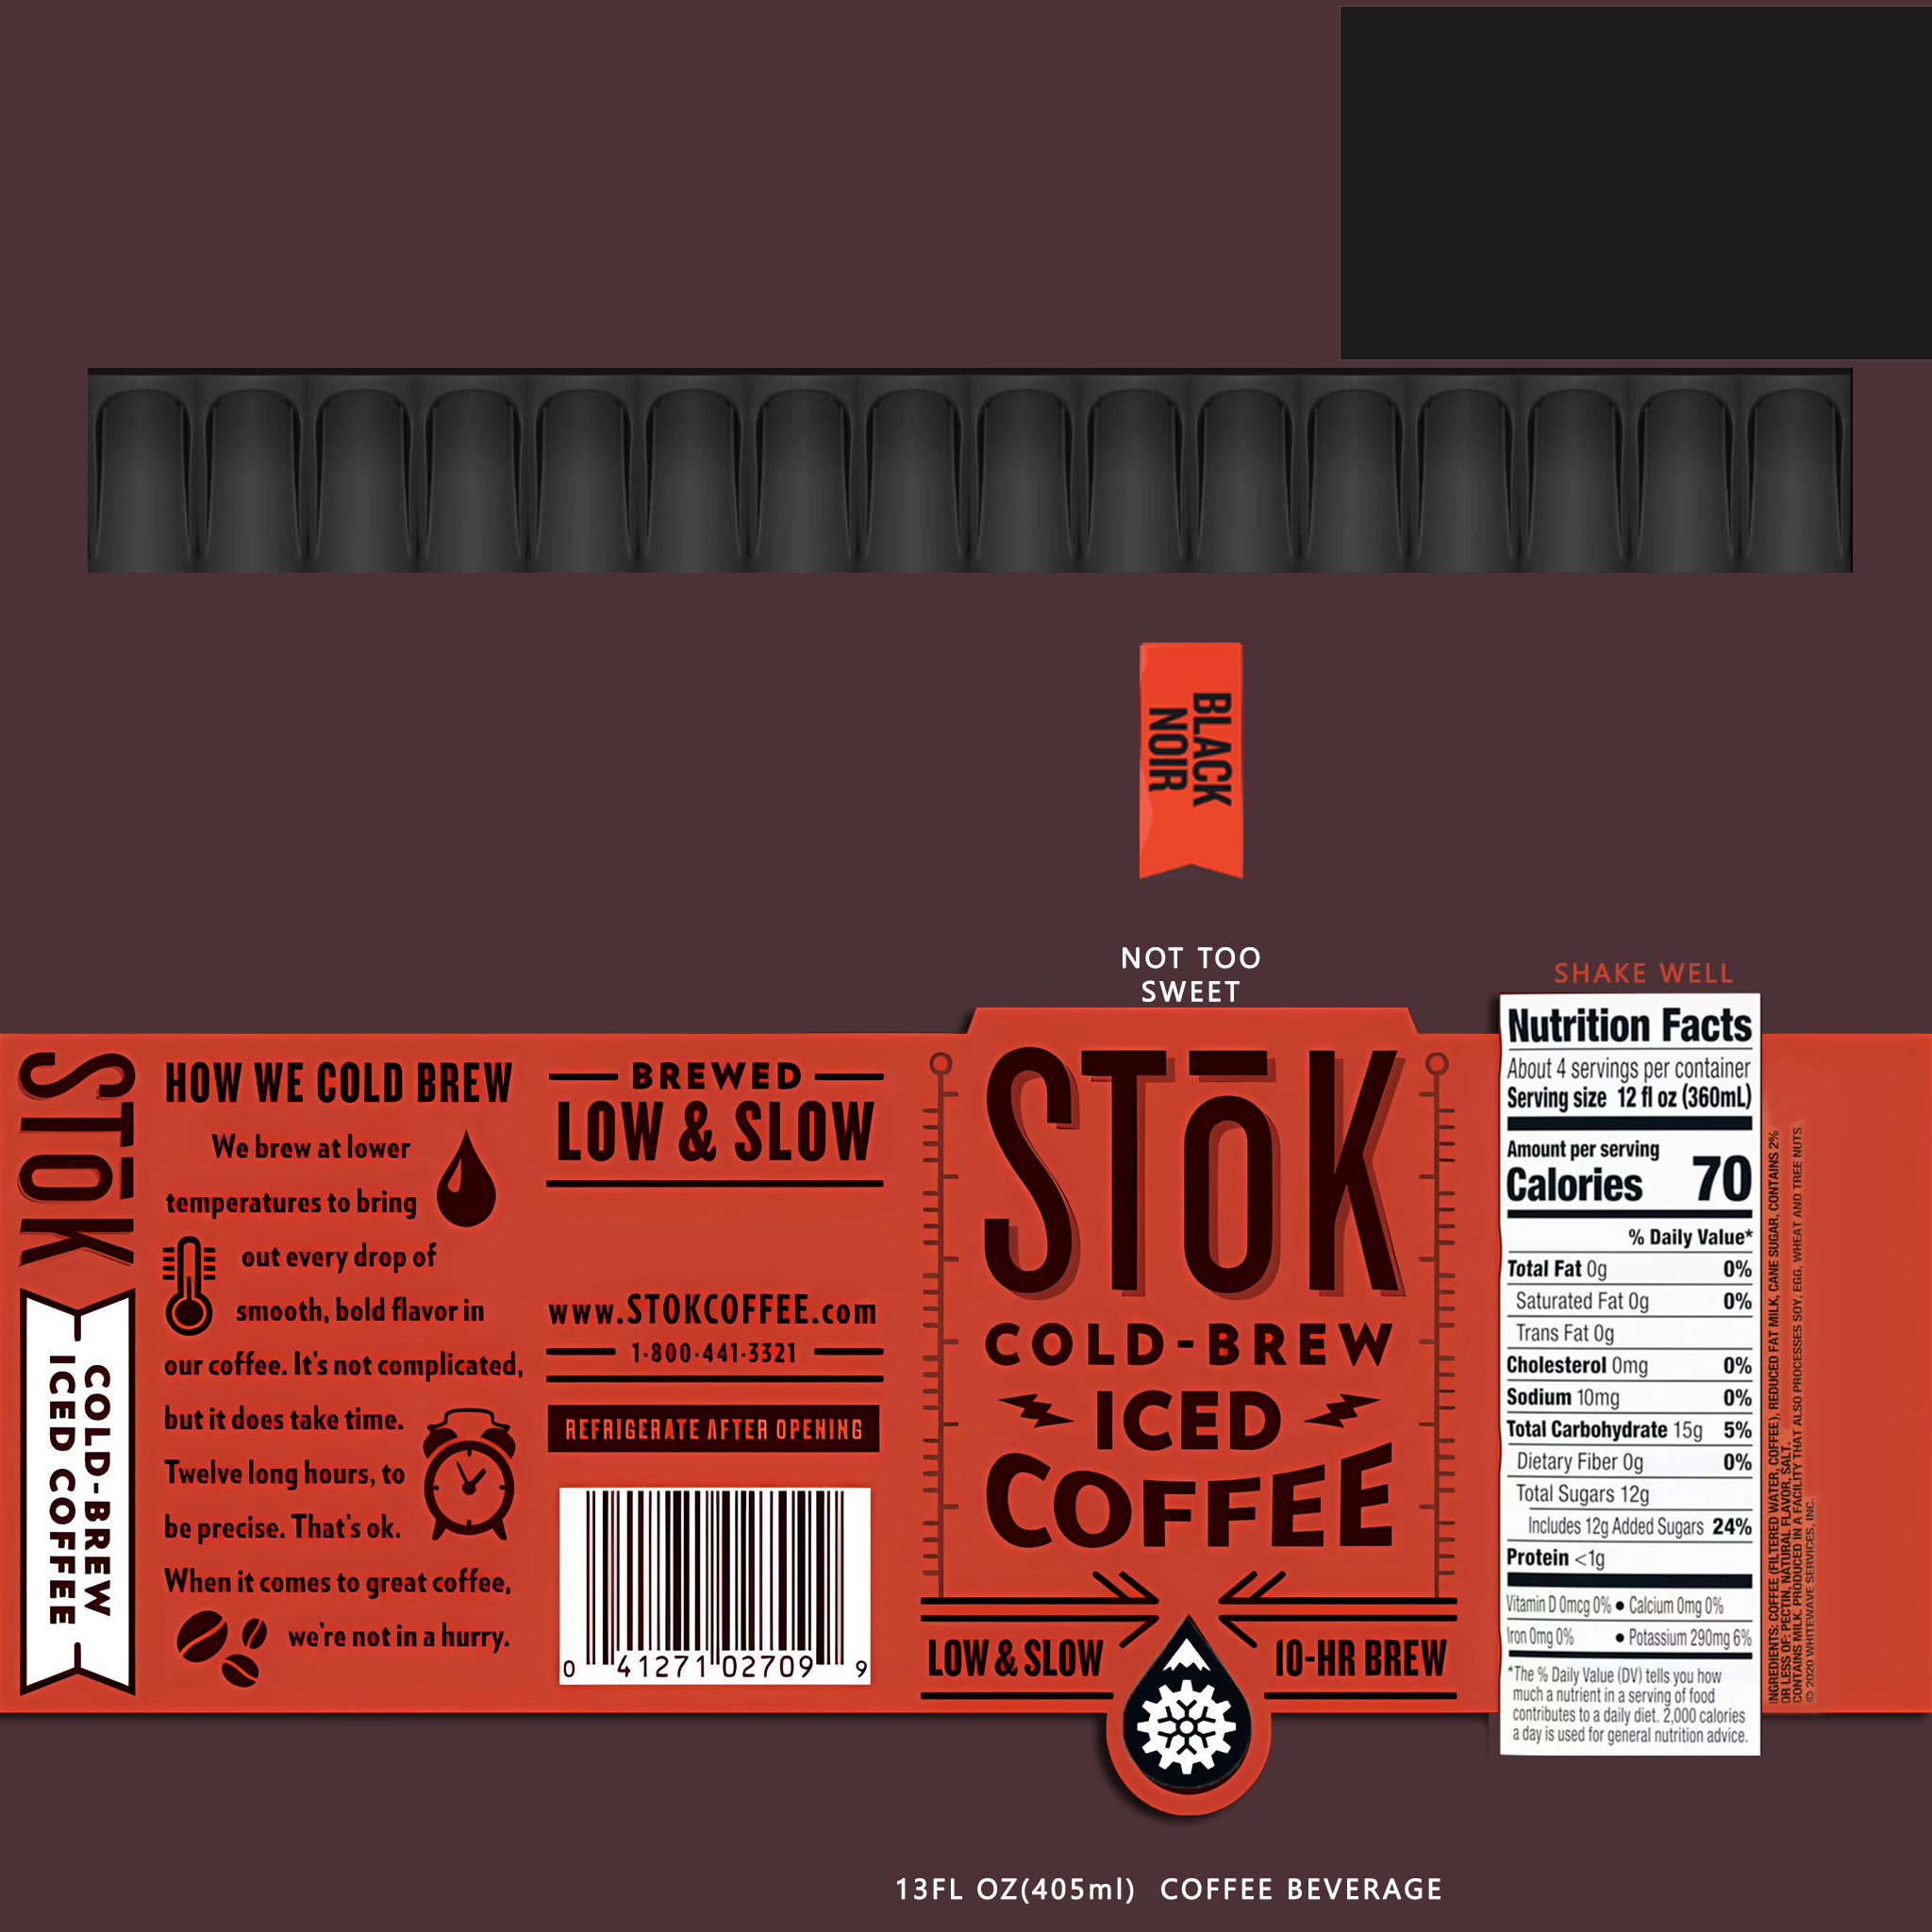 BLACK
NOIR
NOT TOO
SWEET
STōK
COLD-BREW
ICED COFFEE
HOW WE COLD BREW
We brew at lower
temperatures to bring
out every drop of
smooth, bold flavor in
our coffee. It's not complicated,
but it does take time.
Twelve long hours, to
be precise. That's ok.
When it comes to great coffee,
we're not in a hurry.
BREWED
LOW & SLOW
www.STOKCOFFEE.com
1·800·441·3321
REFRIGERATE AFTER OPENING
0 41271 02709 9
STōK
COLD-BREW
ICED
COFFEE
LOW & SLOW
10-HR BREW
SHAKE WELL
Nutrition Facts
About 4 servings per container
Serving size 12 fl oz (360mL)
Amount per serving
Calories 70
% Daily Value*
Total Fat 0g 0%
Saturated Fat 0g 0%
Trans Fat 0g
Cholesterol 0mg 0%
Sodium 10mg 0%
Total Carbohydrate 15g 5%
Dietary Fiber 0g 0%
Total Sugars 12g
Includes 12g Added Sugars 24%
Protein <1g
Vitamin D 0mcg 0% • Calcium 0mg 0%
Iron 0mg 0% • Potassium 290mg 6%
*The % Daily Value (DV) tells you how
much a nutrient in a serving of food
contributes to a daily diet. 2,000 calories
a day is used for general nutrition advice.
INGREDIENTS: COFFEE (FILTERED WATER, COFFEE), REDUCED FAT MILK, CANE SUGAR, CONTAINS 2%
OR LESS OF: PECTIN, NATURAL FLAVOR, SALT.
CONTAINS MILK. PRODUCED IN A FACILITY THAT ALSO PROCESSES SOY, EGG, WHEAT AND TREE NUTS.
© 2020 WHITEWAVE SERVICES, INC.
13FL OZ(405ml) COFFEE BEVERAGE